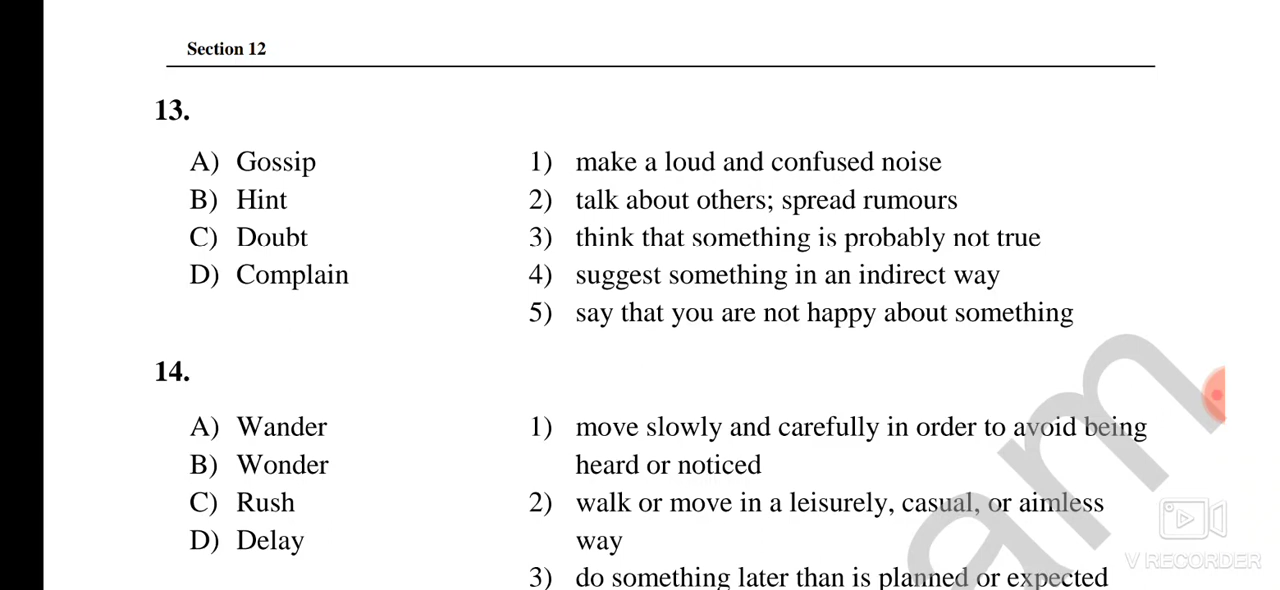 Section 12
13.
A) Gossip
B) Hint
C) Doubt
D) Complain
1) make a loud and confused noise
2) talk about others; spread rumours
3) think that something is probably not true
4) suggest something in an indirect way
5) say that you are not happy about something
14.
A) Wander
B) Wonder
C) Rush
D) Delay
1) move slowly and carefully in order to avoid being
heard or noticed
2) walk or move in a leisurely, casual, or aimless
way
3) do something later than is planned or expected
am
V RECORDER